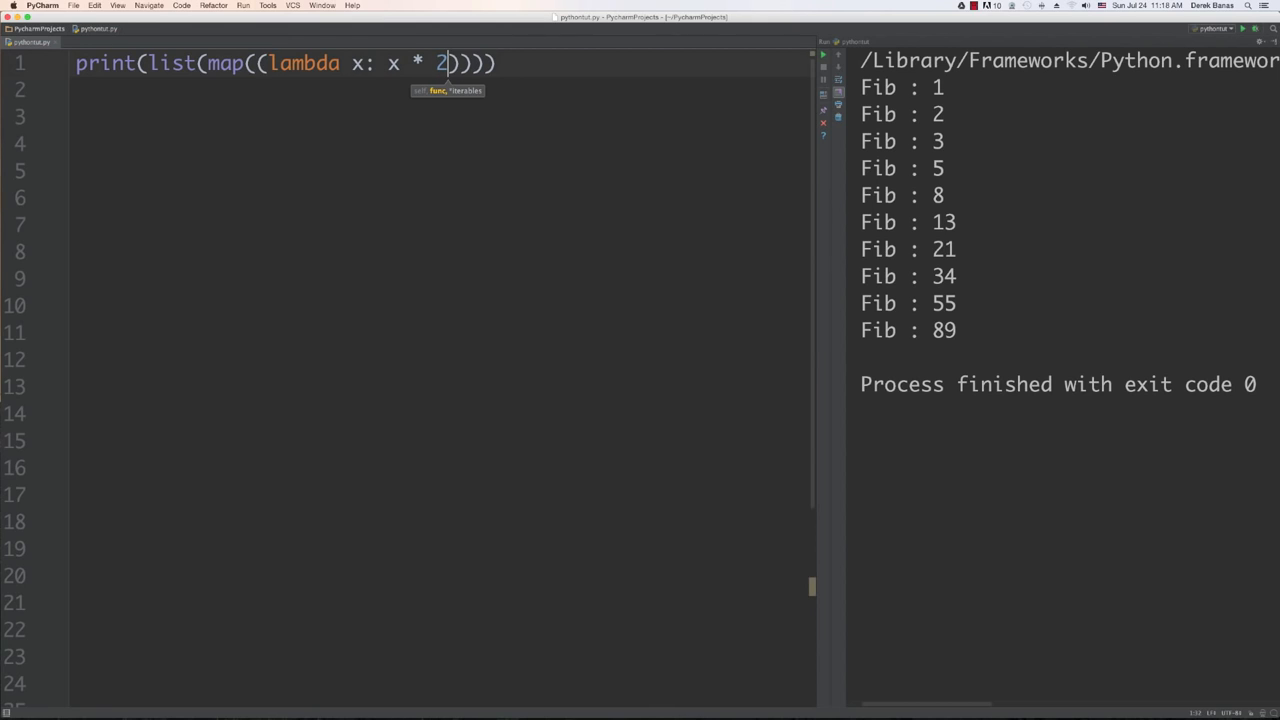 PyCharm File Edit View Navigate Code Refactor Run Tools VCS Window Help
10 Sun Jul 24 11:18 AM Derek Banas
pythontut.py - PycharmProjects - [~/PycharmProjects]
PycharmProjects pythontut.py
pythontut
pythontut.py
Run: pythontut
1 print(list(map((lambda x: x * 2))))
self, func, *iterables
2
3
4
5
6
7
8
9
10
11
12
13
14
15
16
17
18
19
20
21
22
23
24
/Library/Frameworks/Python.framewor
Fib : 1
Fib : 2
Fib : 3
Fib : 5
Fib : 8
Fib : 13
Fib : 21
Fib : 34
Fib : 55
Fib : 89
Process finished with exit code 0
1:32 LF÷ UTF-8÷